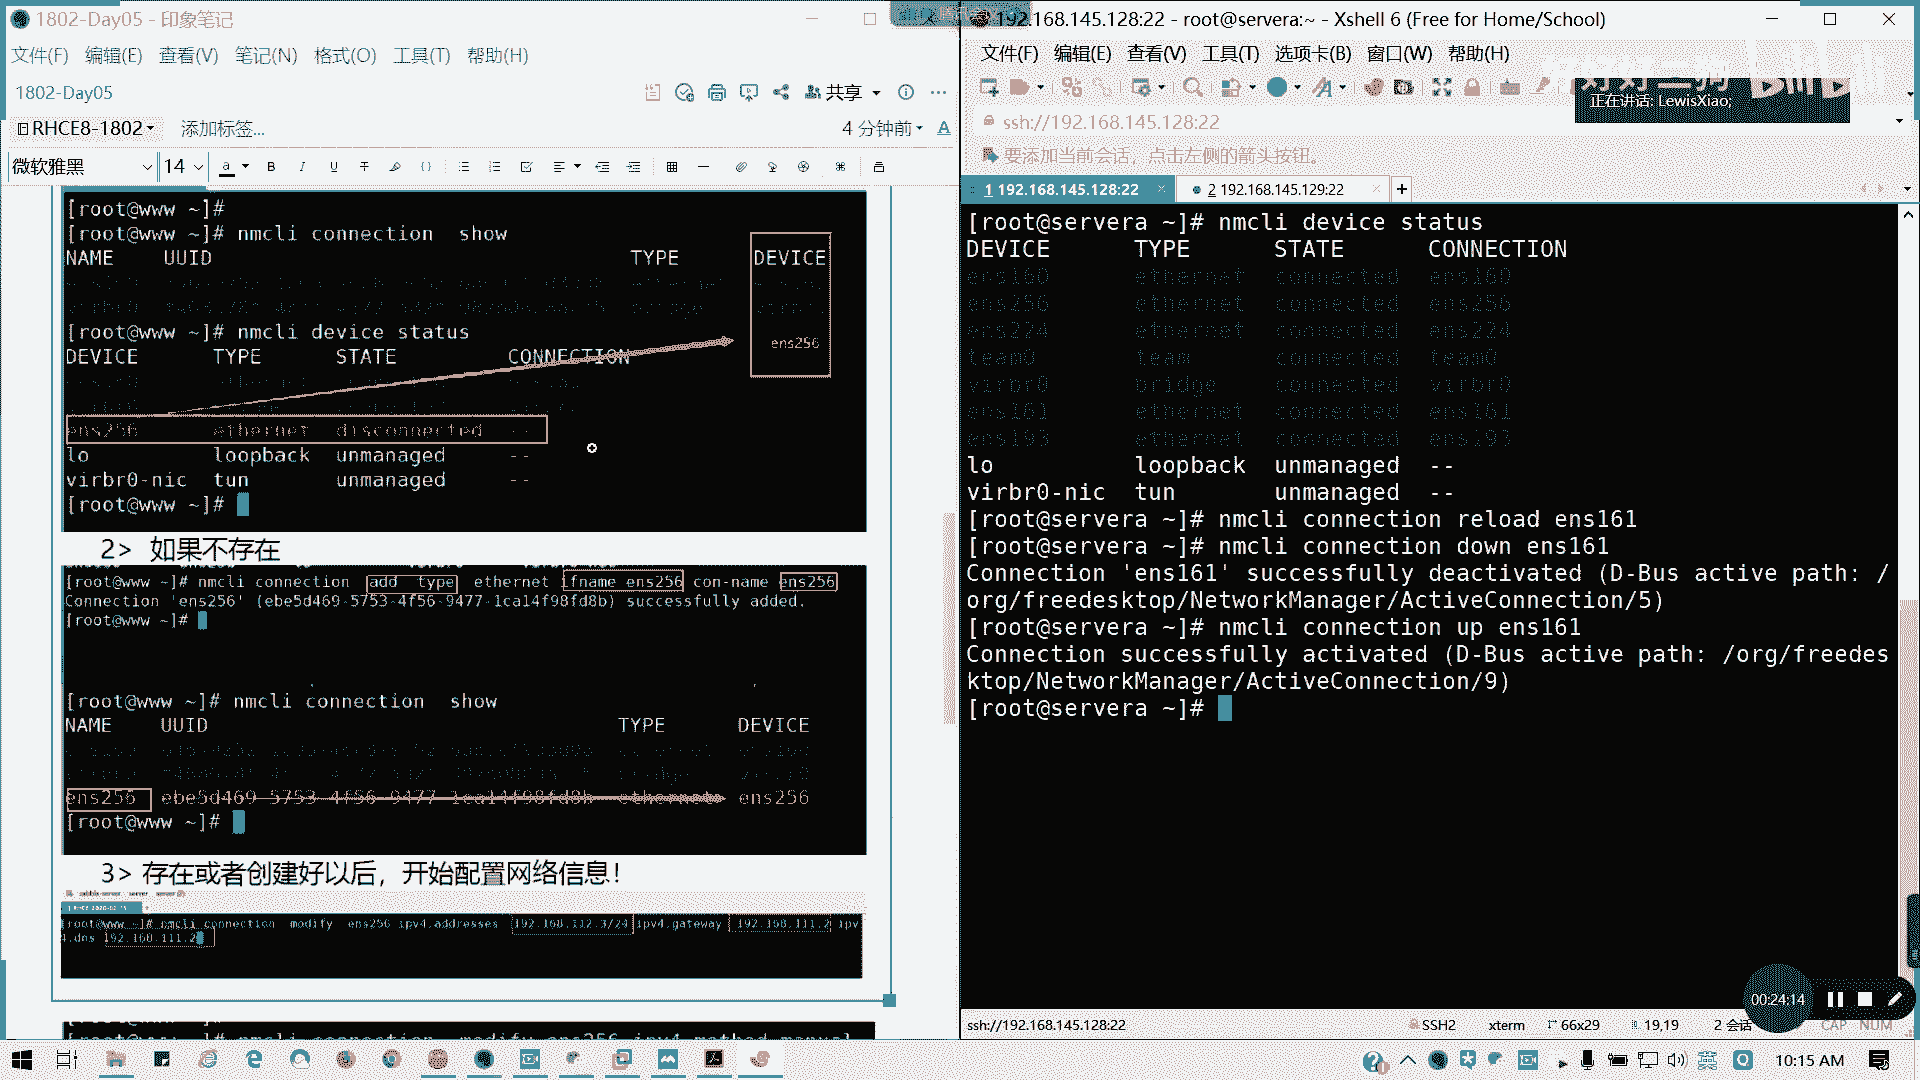 1802-Day05 - 印象笔记
文件(F) 编辑(E) 查看(V) 笔记(N) 格式(O) 工具(T) 帮助(H)
1802-Day05
共享
RHCE8-1802 添加标签...
4 分钟前
微软雅黑 14
[root@www ~]#
[root@www ~]# nmcli connection  show
NAME UUID TYPE DEVICE
[root@www ~]# nmcli device status
DEVICE TYPE STATE CONNECTION
ens256
ens256 ethernet disconnected --
lo loopback unmanaged --
virbr0-nic tun unmanaged --
[root@www ~]#
2> 如果不存在
[root@www ~]# nmcli connection add type ethernet ifname ens256 con-name ens256
Connection 'ens256' (ebe5d469-5753-4f56-9477-1ca14f98fd8b) successfully added.
[root@www ~]#
[root@www ~]# nmcli connection  show
NAME UUID TYPE DEVICE
ens256 ebe5d469-5753-4f56-9477-1ca14f98fd8b ethernet ens256
[root@www ~]#
3> 存在或者创建好以后，开始配置网络信息！
[root@www ~]# nmcli connection modify ens256 ipv4.addresses 192.168.112.3/24 ipv4.gateway 192.168.111.2 ipv
4.dns 192.168.111.2
nmcli connection modify ens256 ipv4.method manual
192.168.145.128:22 - root@servera:~ - Xshell 6 (Free for Home/School)
文件(F) 编辑(E) 查看(V) 工具(T) 选项卡(B) 窗口(W) 帮助(H)
正在讲话: LewisXiao;
ssh://192.168.145.128:22
要添加当前会话，点击左侧的箭头按钮。
1 192.168.145.128:22
2 192.168.145.129:22
[root@servera ~]# nmcli device status
DEVICE TYPE STATE CONNECTION
ens160 ethernet connected ens160
ens256 ethernet connected ens256
ens224 ethernet connected ens224
team0 team connected team0
virbr0 bridge connected virbr0
ens161 ethernet connected ens161
ens193 ethernet connected ens193
lo loopback unmanaged --
virbr0-nic tun unmanaged --
[root@servera ~]# nmcli connection reload ens161
[root@servera ~]# nmcli connection down ens161
Connection 'ens161' successfully deactivated (D-Bus active path: /
org/freedesktop/NetworkManager/ActiveConnection/5)
[root@servera ~]# nmcli connection up ens161
Connection successfully activated (D-Bus active path: /org/freedes
ktop/NetworkManager/ActiveConnection/9)
[root@servera ~]#
00:24:14
ssh://192.168.145.128:22 SSH2 xterm 66x29 19,19 2 会话 CAP NUM
英
10:15 AM